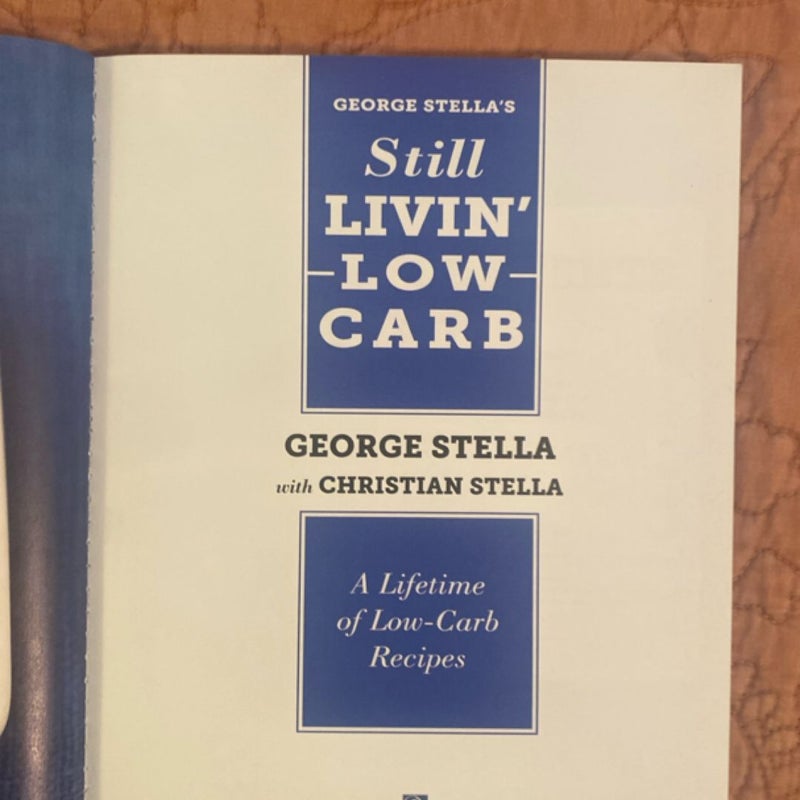 GEORGE STELLA'S
Still
LIVIN'
LOW
CARB
GEORGE STELLA
with CHRISTIAN STELLA
A Lifetime
of Low-Carb
Recipes